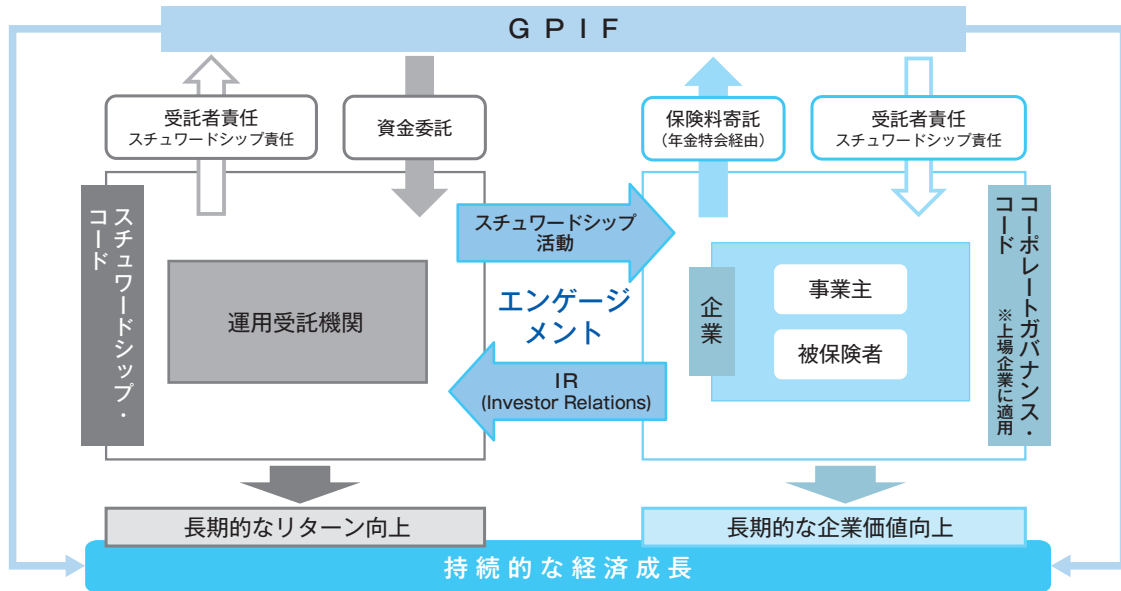 GPIF
受託者責任
スチュワードシップ責任
資金委託
保険料寄託
（年金特会経由）
受託者責任
スチュワードシップ責任
スチュワードシップ・
コード
運用受託機関
スチュワードシップ
活動
エンゲージ
メント
IR
(Investor Relations)
企業
事業主
被保険者
コーポレートガバナンス・
コード
※上場企業に適用
長期的なリターン向上
長期的な企業価値向上
持続的な経済成長